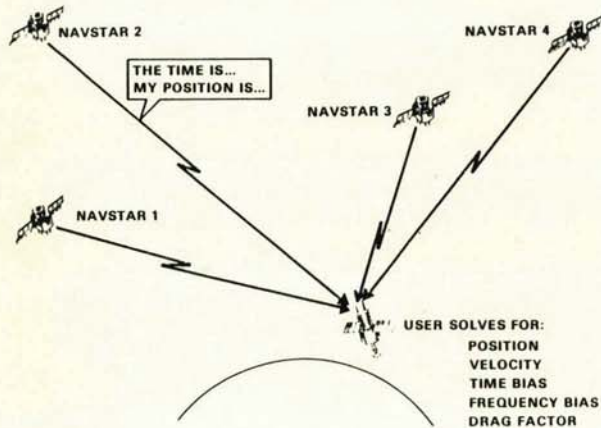 NAVSTAR 2
NAVSTAR 4
THE TIME IS...
MY POSITION IS...
NAVSTAR 3
NAVSTAR 1
USER SOLVES FOR:
POSITION
VELOCITY
TIME BIAS
FREQUENCY BIAS
DRAG FACTOR